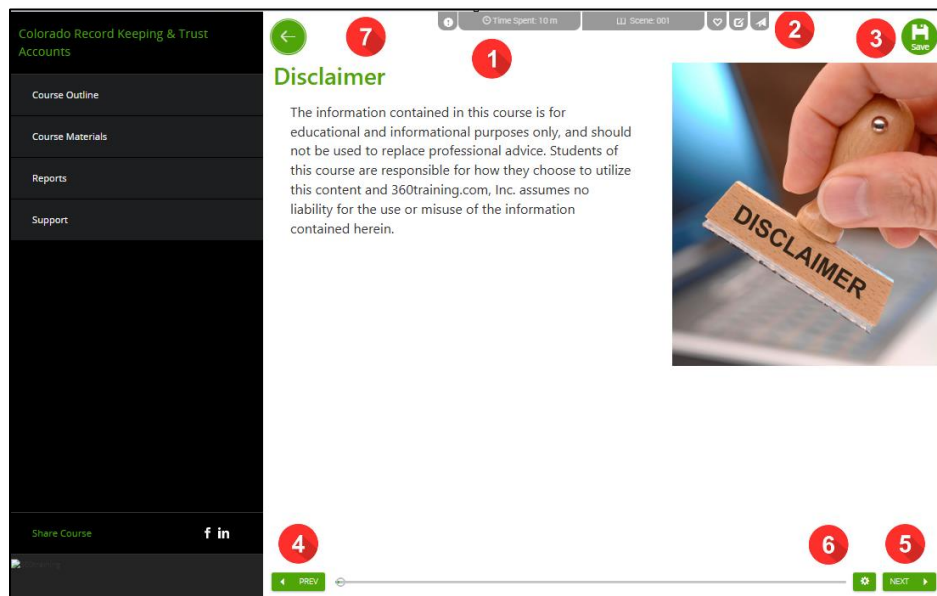 Colorado Record Keeping & Trust
Accounts
Course Outline
Course Materials
Reports
Support
Share Course
f in
7
Time Spent: 10 m
Scene: 001
1
2
3
Save
Disclaimer
The information contained in this course is for
educational and informational purposes only, and should
not be used to replace professional advice. Students of
this course are responsible for how they choose to utilize
this content and 360training.com, Inc. assumes no
liability for the use or misuse of the information
contained herein.
DISCLAIMER
4
6
5
PREV
NEXT